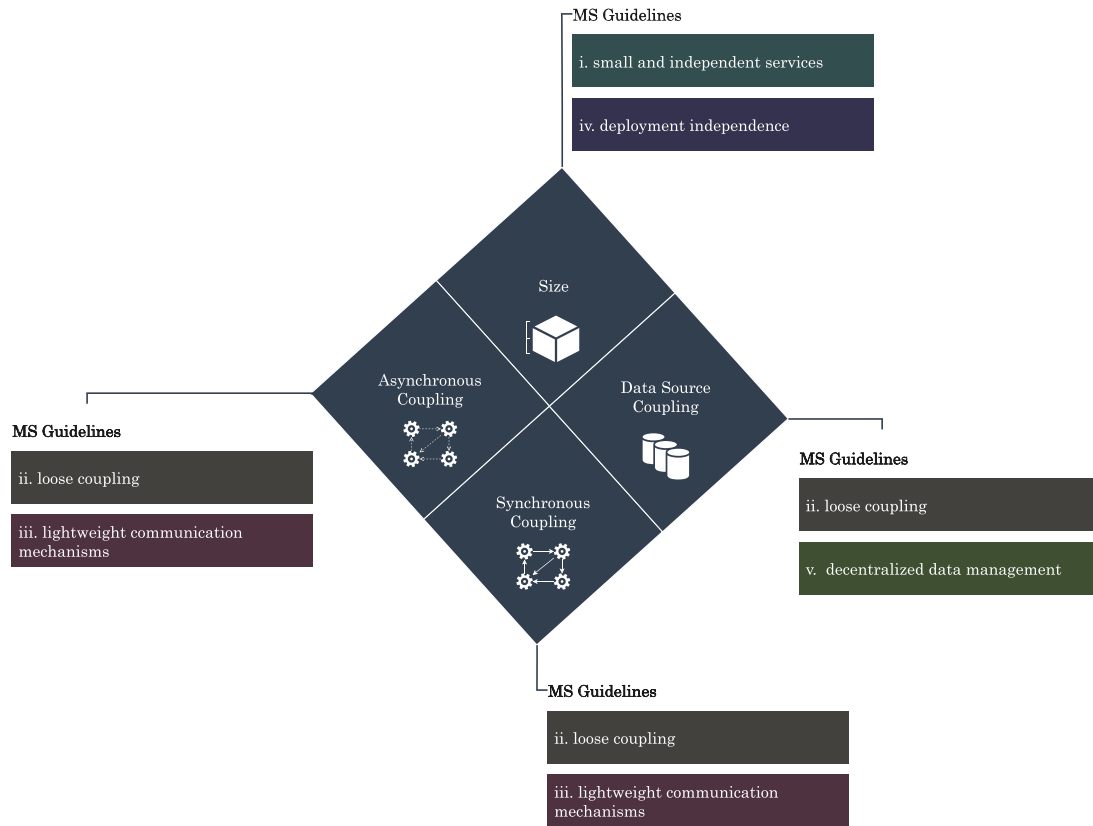 MS Guidelines
i. small and independent services
iv. deployment independence
Size
Asynchronous
Coupling
Data Source
Coupling
Synchronous
Coupling
MS Guidelines
ii. loose coupling
iii. lightweight communication
mechanisms
MS Guidelines
ii. loose coupling
v. decentralized data management
MS Guidelines
ii. loose coupling
iii. lightweight communication
mechanisms